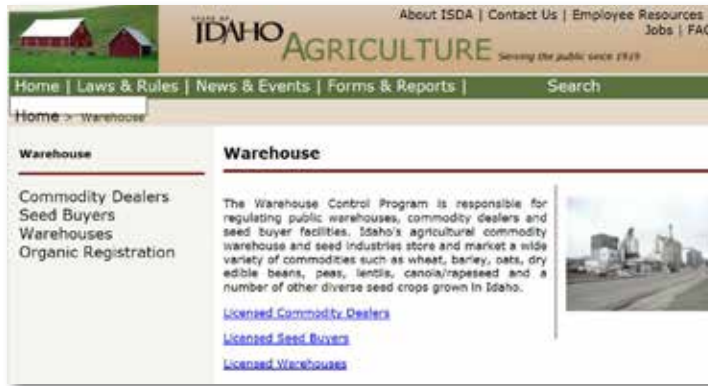 About ISDA | Contact Us | Employee Resources
Jobs | FAQ
STATE OF
IDAHO
AGRICULTURE Serving the public since 1919
Home | Laws & Rules | News & Events | Forms & Reports | Search
Home > Warehouse
Warehouse
Commodity Dealers
Seed Buyers
Warehouses
Organic Registration
Warehouse
The Warehouse Control Program is responsible for
regulating public warehouses, commodity dealers and
seed buyer facilities. Idaho's agricultural commodity
warehouse and seed industries store and market a wide
variety of commodities such as wheat, barley, oats, dry
edible beans, peas, lentils, canola/rapeseed and a
number of other diverse seed crops grown in Idaho.
Licensed Commodity Dealers
Licensed Seed Buyers
Licensed Warehouses